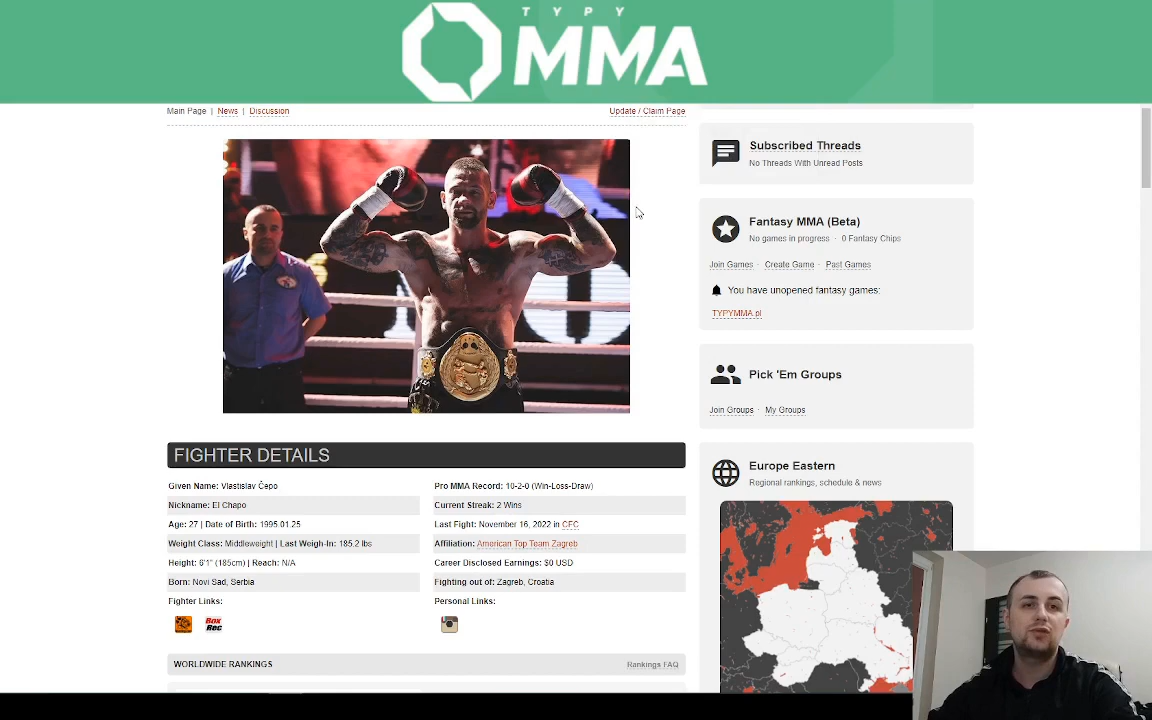 TYPY
MMA
Main Page | News | Discussion
Update / Claim Page
Subscribed Threads
No Threads With Unread Posts
Fantasy MMA (Beta)
No games in progress · 0 Fantasy Chips
Join Games · Create Game · Past Games
You have unopened fantasy games:
TYPYMMA.pl
Pick 'Em Groups
Join Groups · My Groups
FIGHTER DETAILS
Given Name: Vlastislav Čepo
Pro MMA Record: 10-2-0 (Win-Loss-Draw)
Nickname: El Chapo
Current Streak: 2 Wins
Age: 27 | Date of Birth: 1995.01.25
Last Fight: November 16, 2022 in CFC
Weight Class: Middleweight | Last Weigh-In: 185.2 lbs
Affiliation: American Top Team Zagreb
Height: 6'1" (185cm) | Reach: N/A
Career Disclosed Earnings: $0 USD
Born: Novi Sad, Serbia
Fighting out of: Zagreb, Croatia
Fighter Links:
Personal Links:
Box
Rec
Europe Eastern
Regional rankings, schedule & news
WORLDWIDE RANKINGS
Rankings FAQ